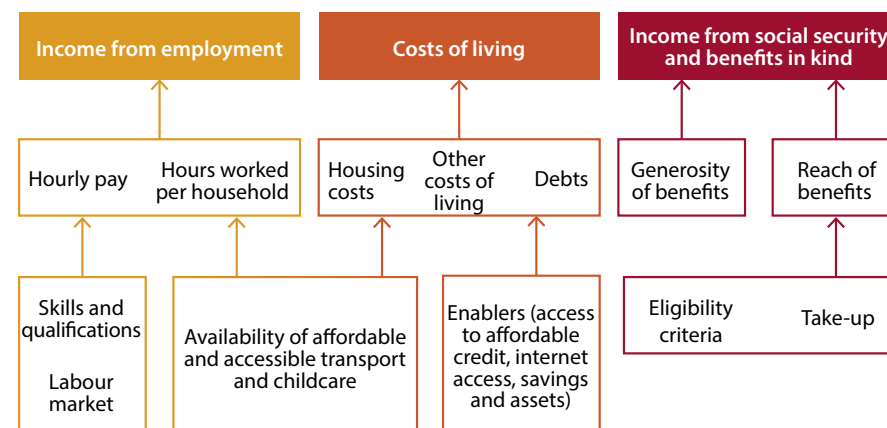 Income from employment
Costs of living
Income from social security
and benefits in kind
Hourly pay
Hours worked
per household
Housing
costs
Other
costs of
living
Debts
Generosity
of benefits
Reach of
benefits
Skills and
qualifications
Labour
market
Availability of affordable
and accessible transport
and childcare
Enablers (access
to affordable
credit, internet
access, savings
and assets)
Eligibility
criteria
Take-up